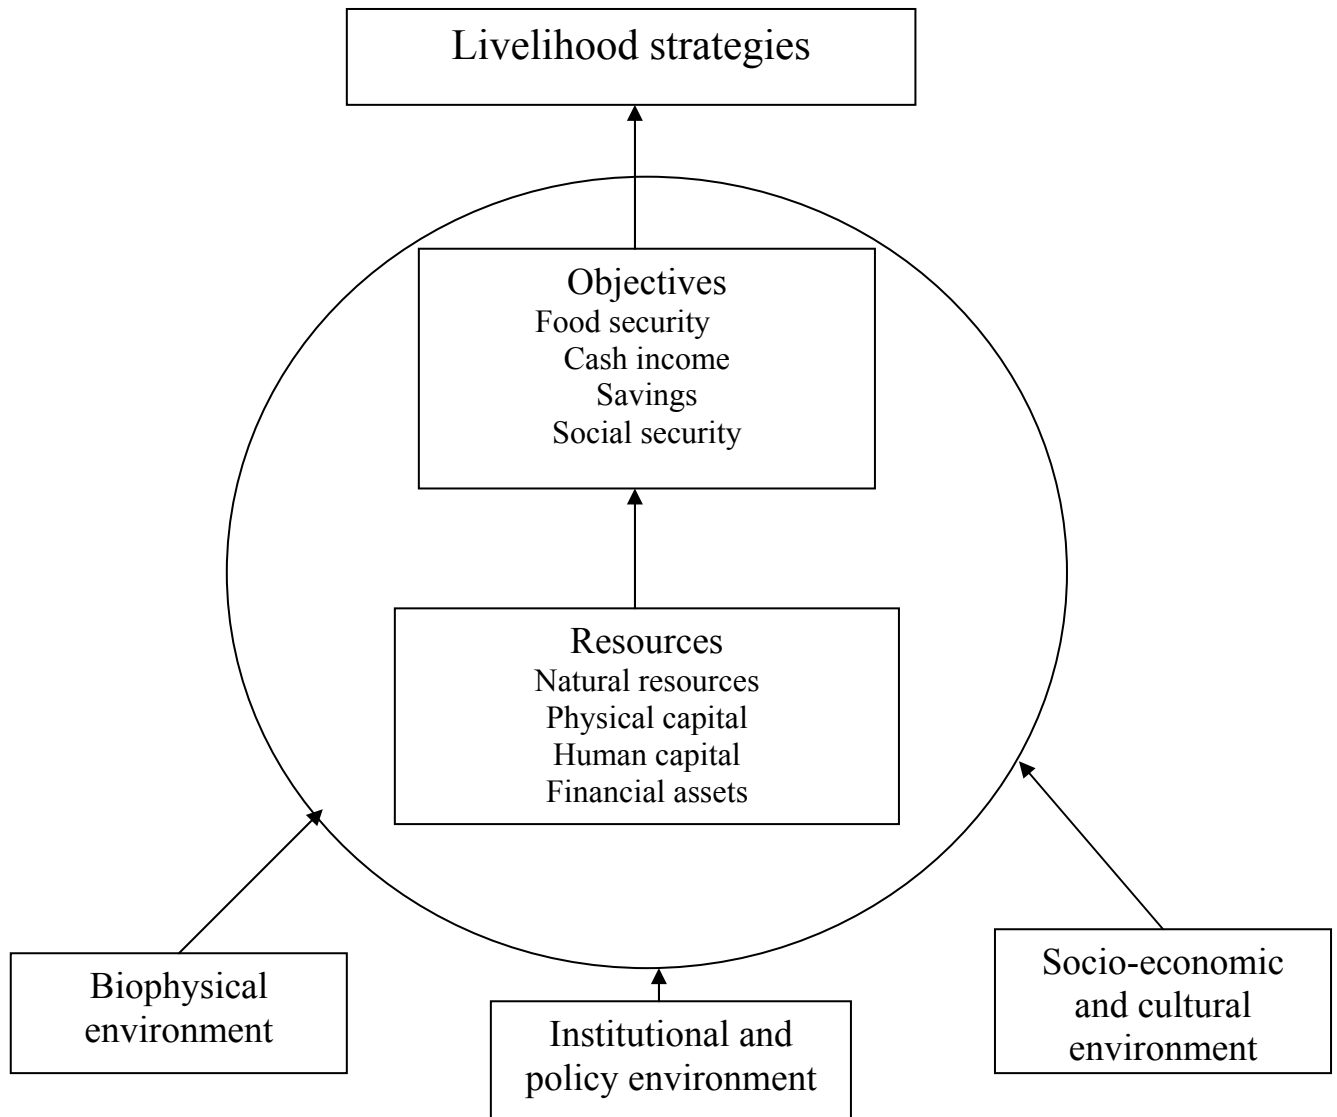 Livelihood strategies
Objectives
Food security
Cash income
Savings
Social security
Resources
Natural resources
Physical capital
Human capital
Financial assets
Biophysical
environment
Institutional and
policy environment
Socio-economic
and cultural
environment